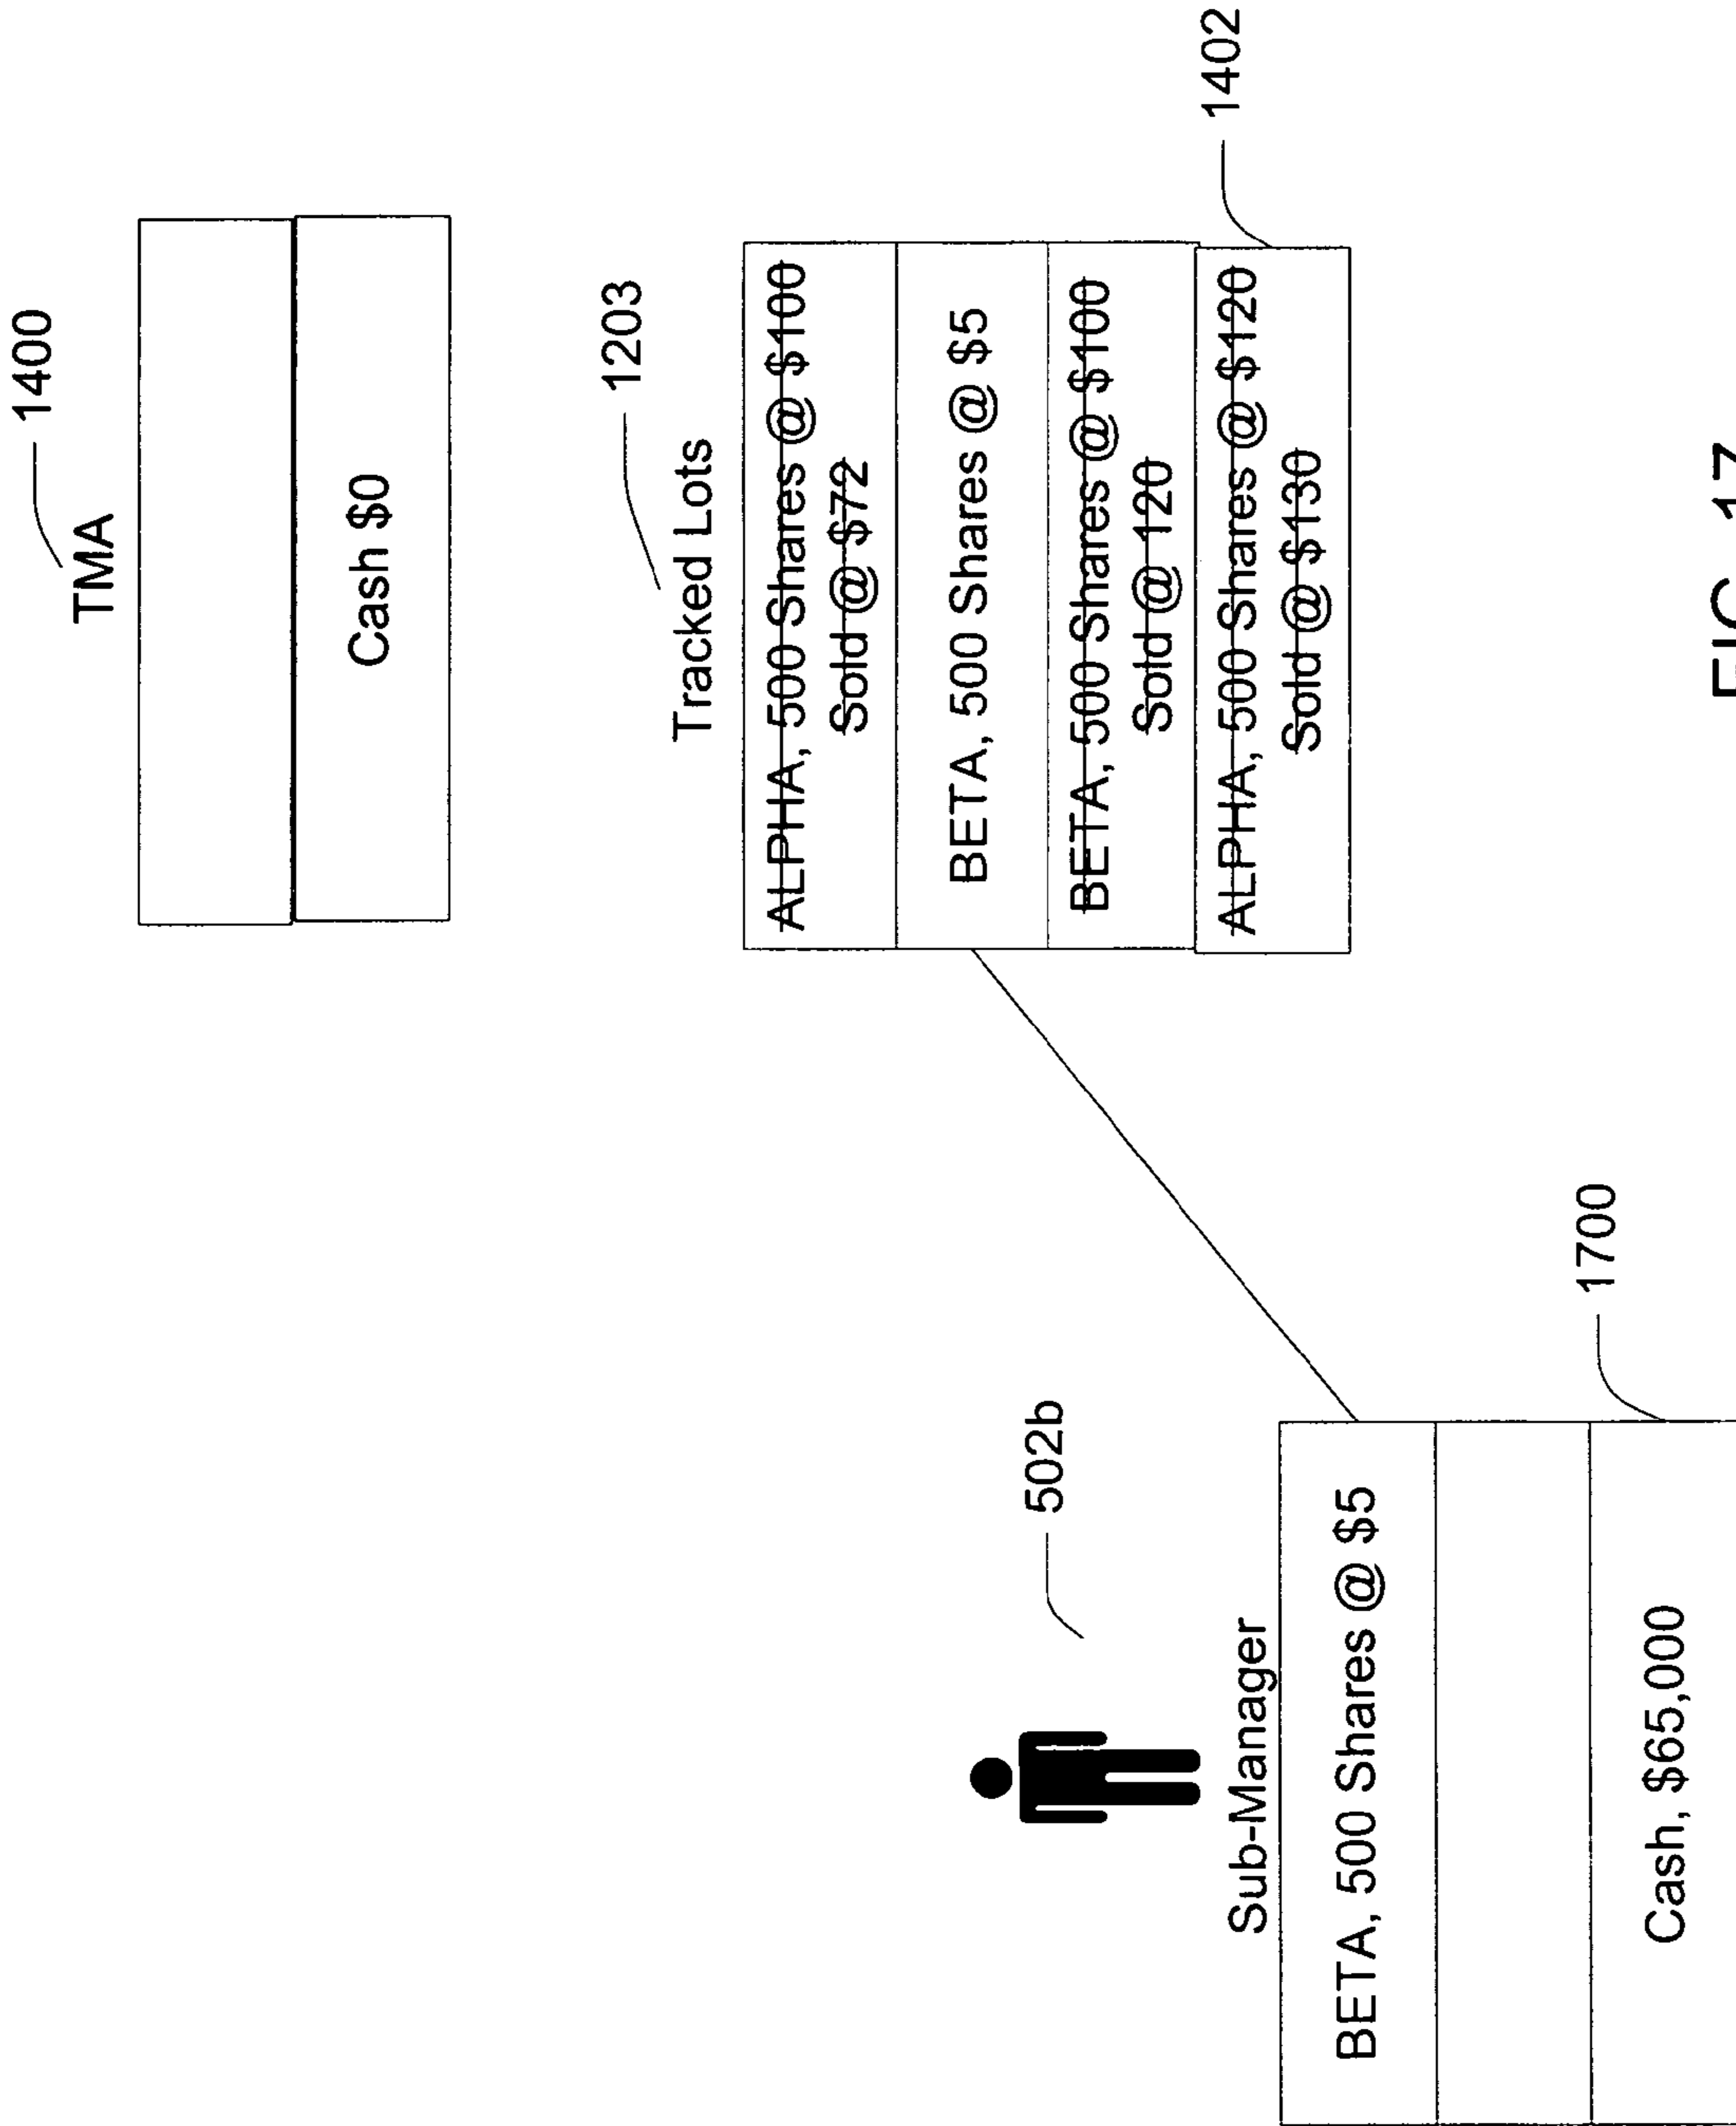 1400
TMA
Cash $0
1203
Tracked Lots
ALPHA, 500 Shares @ $100
Sold @ $72
BETA, 500 Shares @ $5
BETA, 500 Shares @ $100
Sold @ 120
ALPHA, 500 Shares @ $120
Sold @ $130
1402
502b
Sub-Manager
BETA, 500 Shares @ $5
Cash, $65,000
1700
FIG. 17